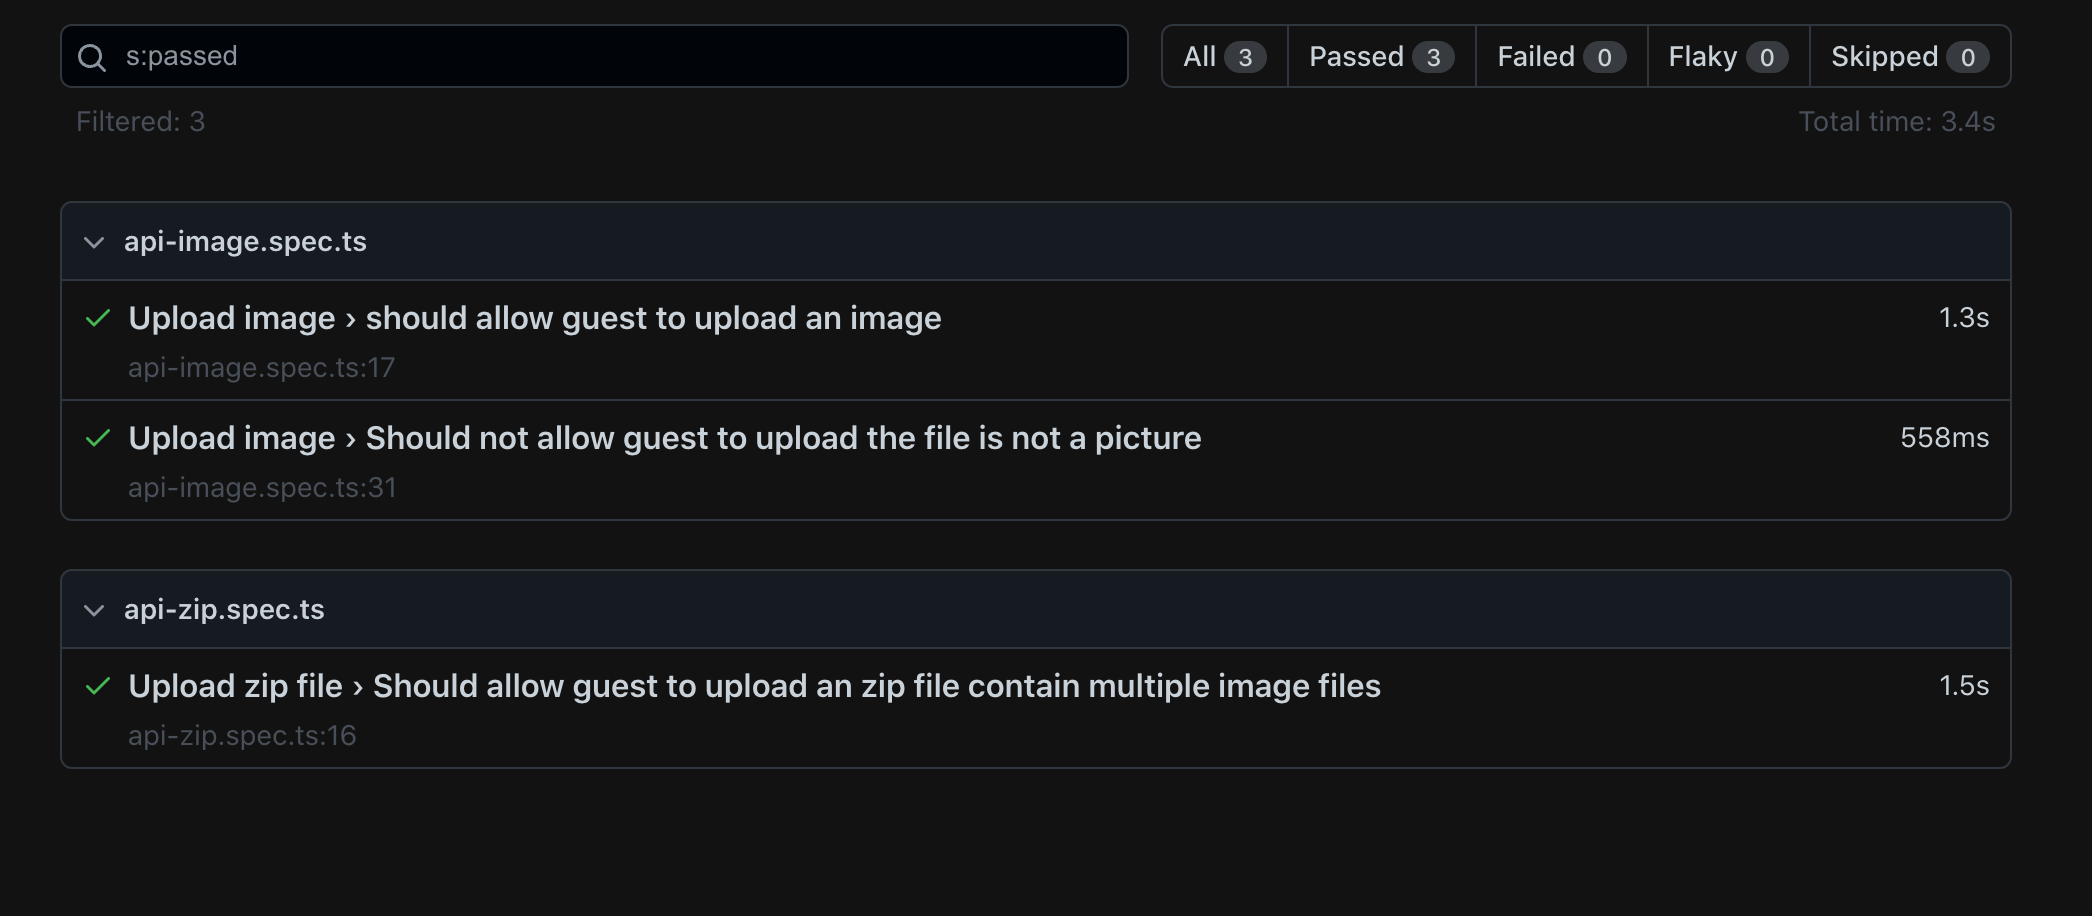 s:passed
All 3 Passed 3 Failed 0 Flaky 0 Skipped 0
Filtered: 3
Total time: 3.4s
api-image.spec.ts
Upload image › should allow guest to upload an image 1.3s
api-image.spec.ts:17
Upload image › Should not allow guest to upload the file is not a picture 558ms
api-image.spec.ts:31
api-zip.spec.ts
Upload zip file › Should allow guest to upload an zip file contain multiple image files 1.5s
api-zip.spec.ts:16